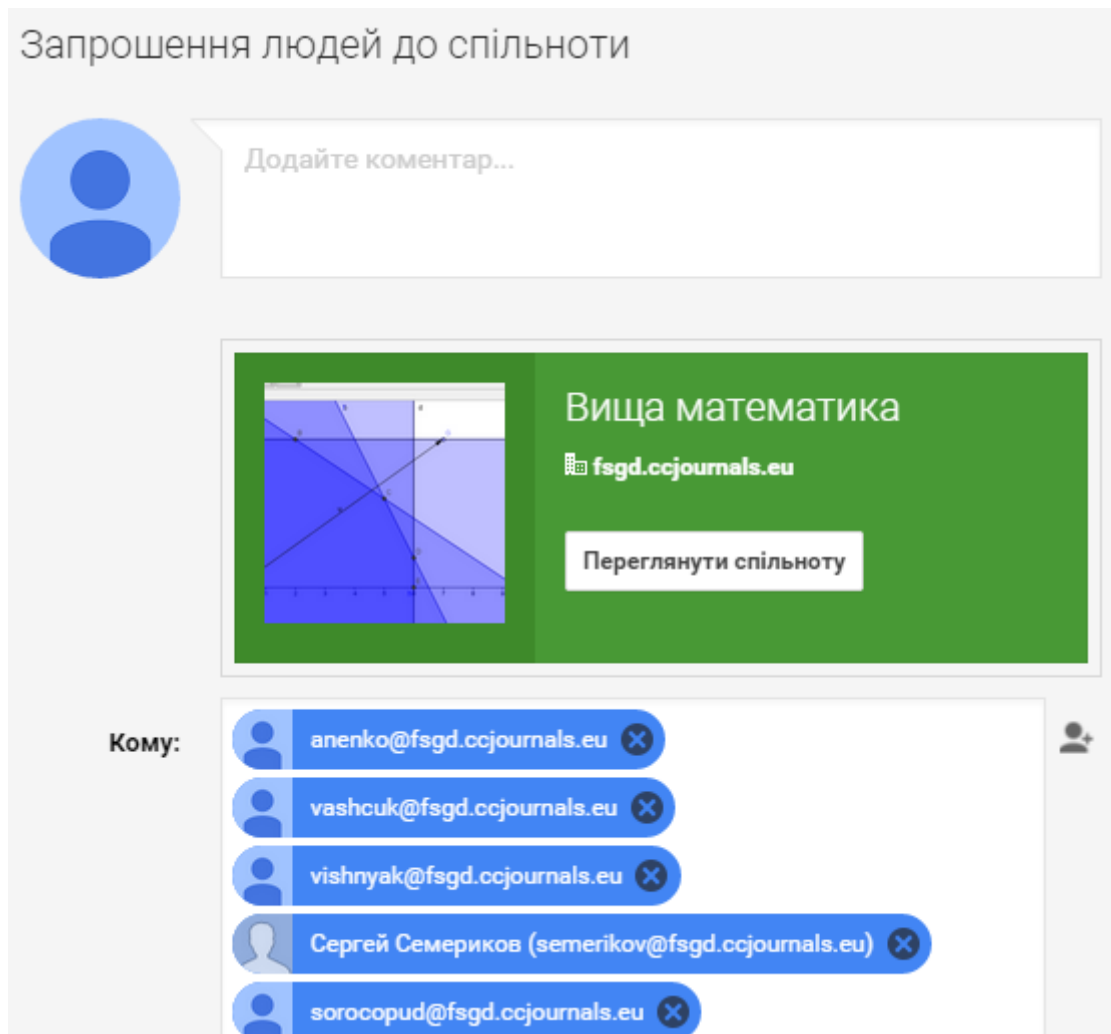 Запрошення людей до спільноти
Додайте коментар...
Вища математика
fsgd.ccjournals.eu
Переглянути спільноту
Кому:
anenko@fsgd.ccjournals.eu
vashcuk@fsgd.ccjournals.eu
vishnyak@fsgd.ccjournals.eu
Сергей Семериков (semerikov@fsgd.ccjournals.eu)
sorocopud@fsgd.ccjournals.eu